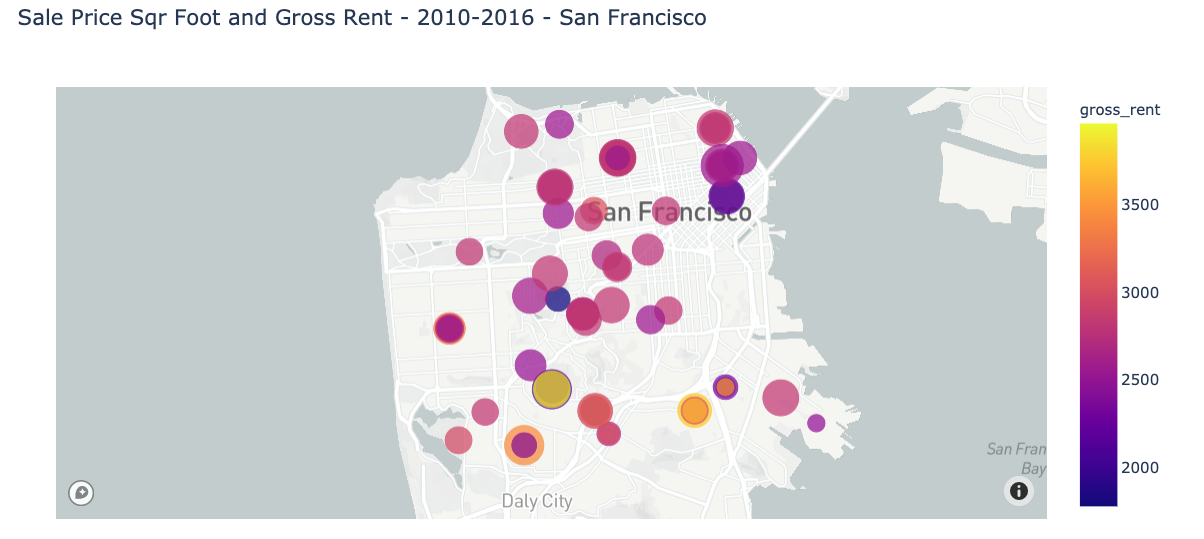 Sale Price Sqr Foot and Gross Rent - 2010-2016 - San Francisco
gross_rent
3500
3000
2500
2000
San Francisco
San Fran
Bay
Daly City